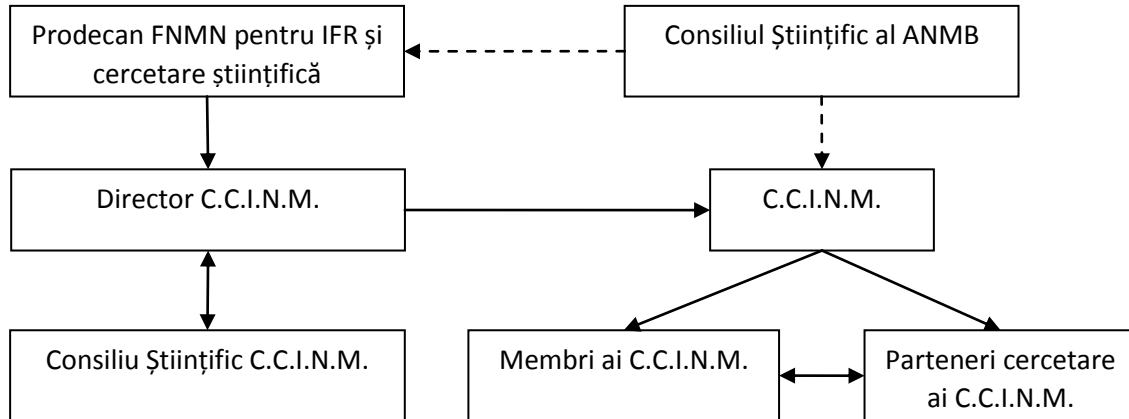 Prodecan FNMN pentru IFR și
cercetare științifică
Consiliul Științific al ANMB
Director C.C.I.N.M.
C.C.I.N.M.
Consiliu Științific C.C.I.N.M.
Membri ai C.C.I.N.M.
Parteneri cercetare
ai C.C.I.N.M.